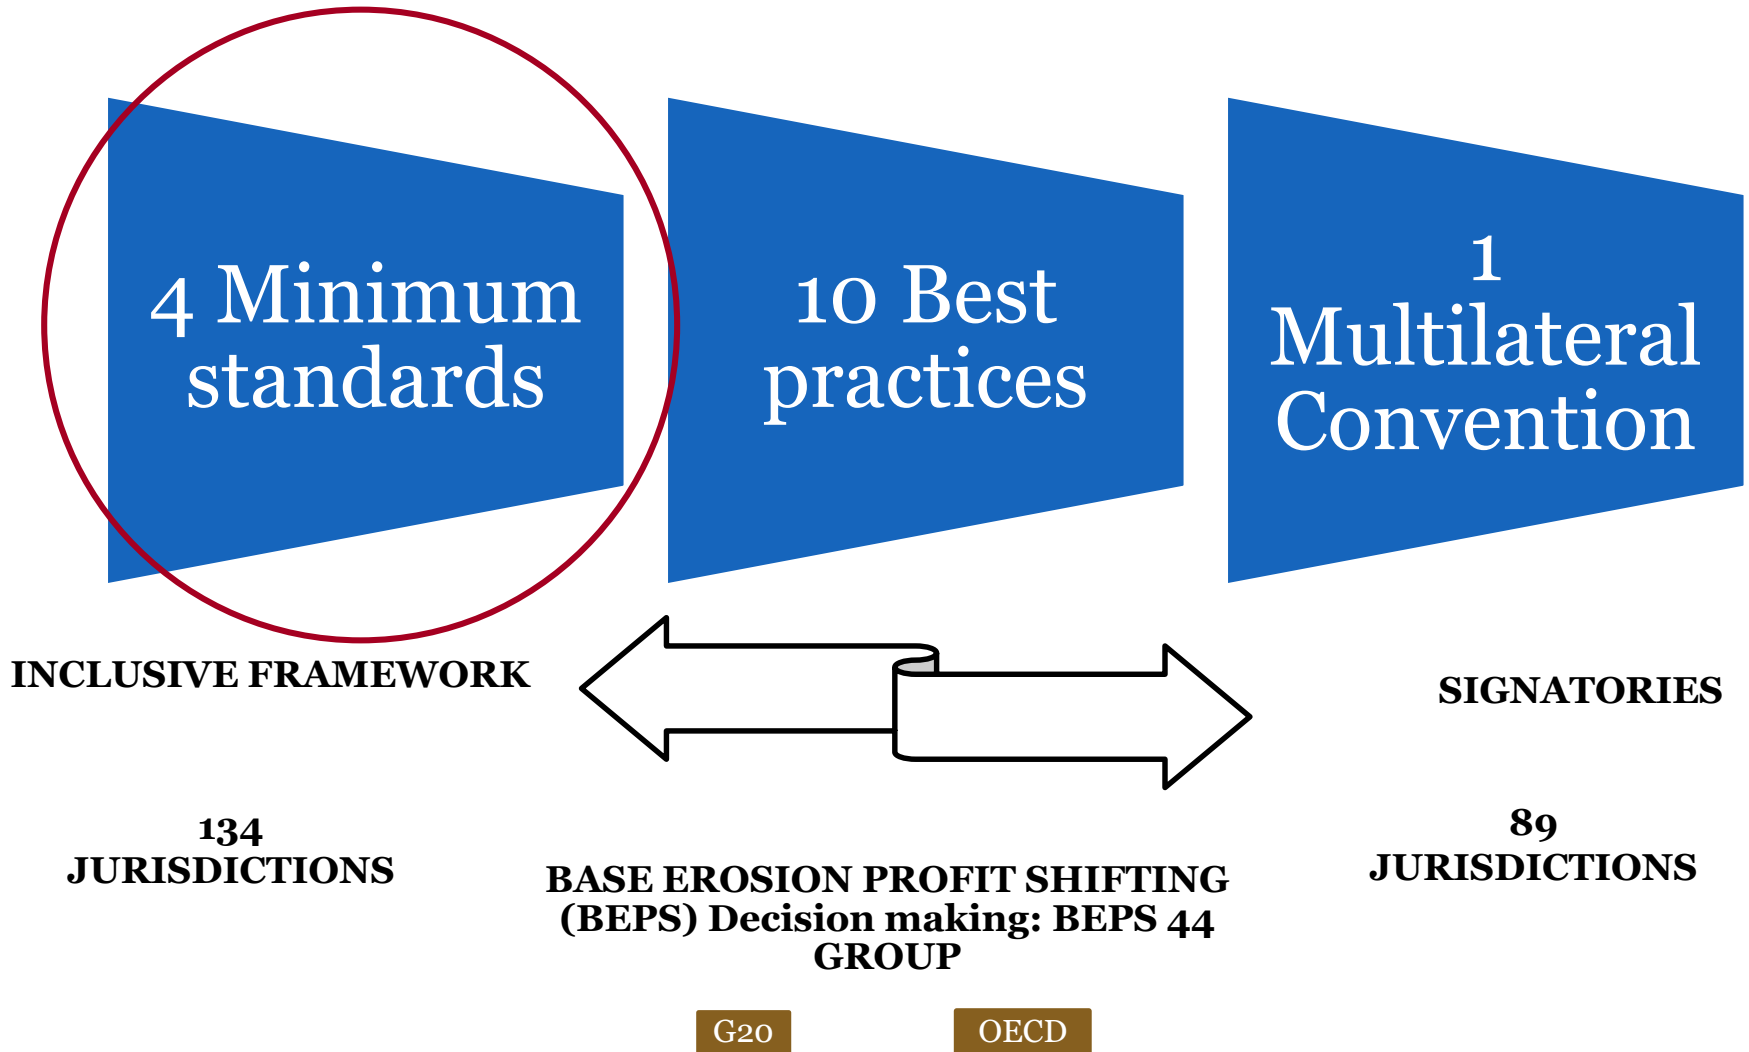 4 Minimum
standards
10 Best
practices
1
Multilateral
Convention
INCLUSIVE FRAMEWORK
SIGNATORIES
134
JURISDICTIONS
89
JURISDICTIONS
BASE EROSION PROFIT SHIFTING
(BEPS) Decision making: BEPS 44
GROUP
G20
OECD